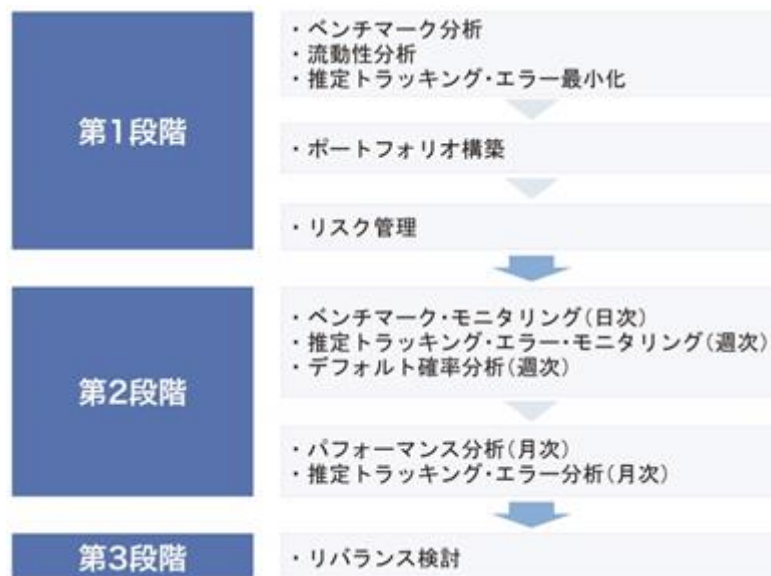 第1段階
・ベンチマーク分析
・流動性分析
・推定トラッキング・エラー最小化
・ポートフォリオ構築
・リスク管理
第2段階
・ベンチマーク・モニタリング(日次)
・推定トラッキング・エラー・モニタリング(週次)
・デフォルト確率分析(週次)
・パフォーマンス分析(月次)
・推定トラッキング・エラー分析(月次)
第3段階
・リバランス検討